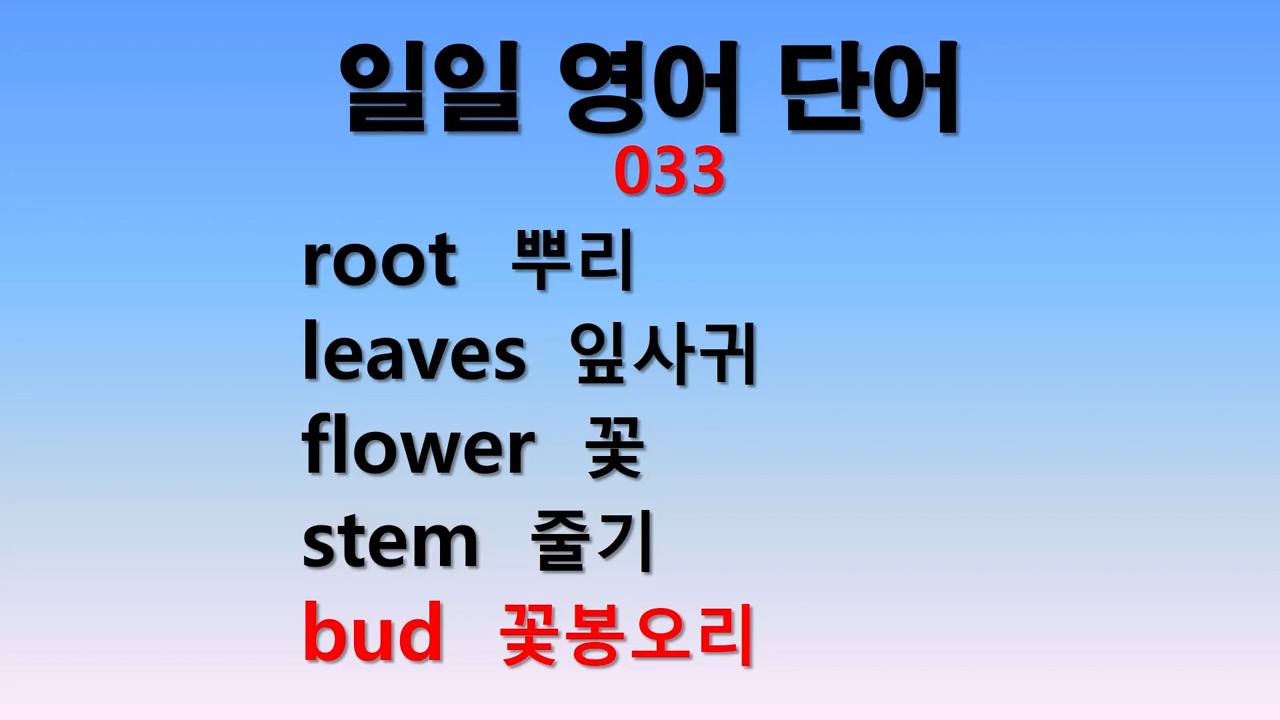 일일 영어 단어
033
root 뿌리
leaves 잎사귀
flower 꽃
stem 줄기
bud 꽃봉오리